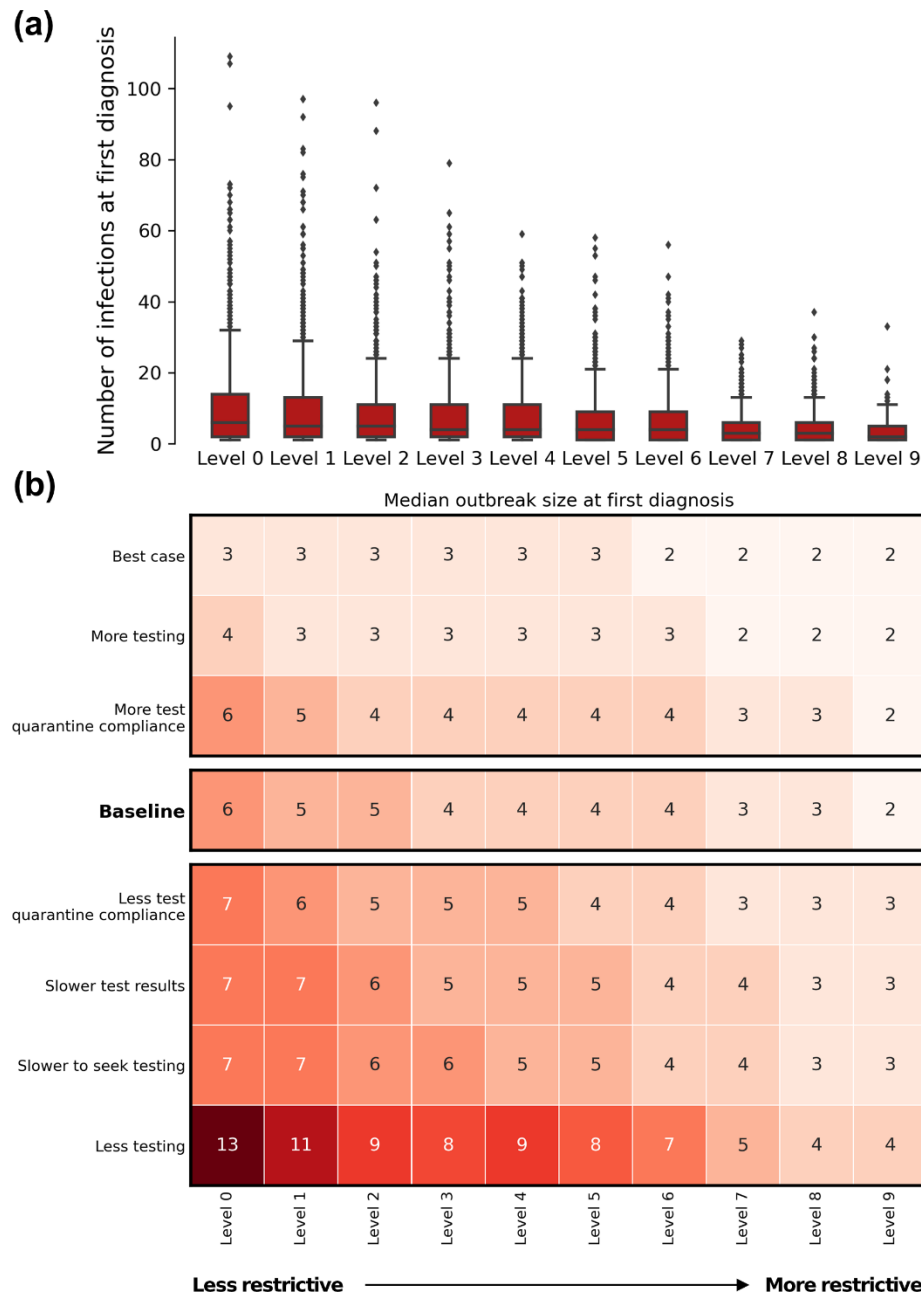 (a)
Number of infections at first diagnosis
100
80
60
40
20
0
Level 0 Level 1 Level 2 Level 3 Level 4 Level 5 Level 6 Level 7 Level 8 Level 9
(b)
Median outbreak size at first diagnosis
Best case 3 3 3 3 3 3 2 2 2 2
More testing 4 3 3 3 3 3 3 2 2 2
More test
quarantine compliance 6 5 4 4 4 4 4 3 3 2
Baseline 6 5 5 4 4 4 4 3 3 2
Less test
quarantine compliance 7 6 5 5 5 4 4 3 3 3
Slower test results 7 7 6 5 5 5 4 4 3 3
Slower to seek testing 7 7 6 6 5 5 4 4 3 3
Less testing 13 11 9 8 9 8 7 5 4 4
Level 0 Level 1 Level 2 Level 3 Level 4 Level 5 Level 6 Level 7 Level 8 Level 9
Less restrictive More restrictive